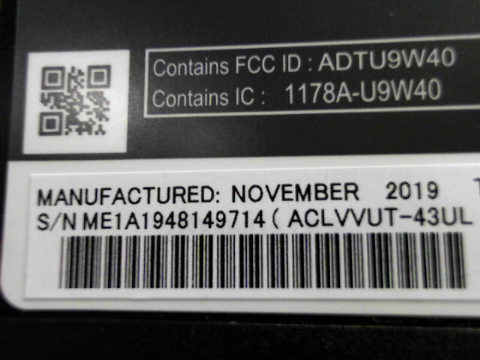 Contains FCC ID : ADTU9W40
Contains IC : 1178A-U9W40
MANUFACTURED: NOVEMBER 2019
S/N ME1A1948149714 ( ACLVVUT-43UL